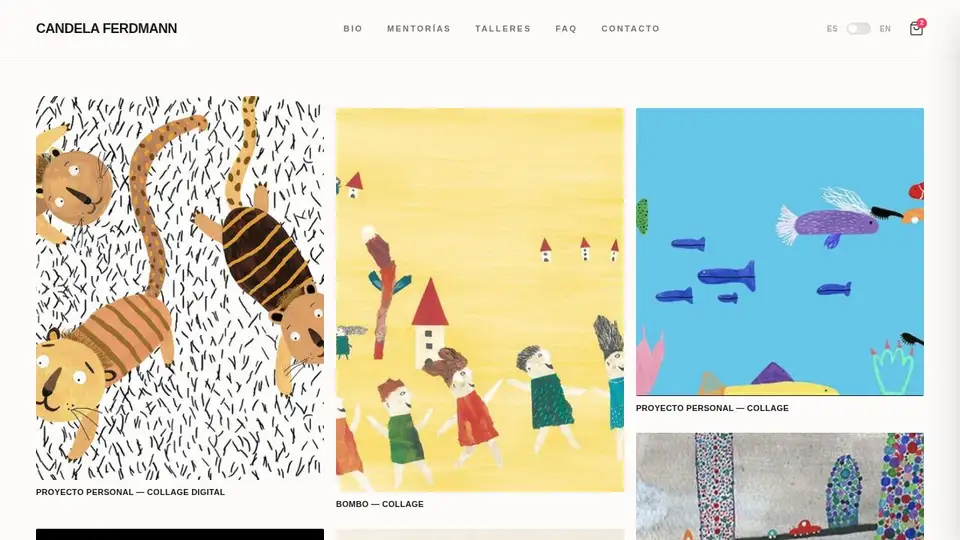 CANDELA FERDMANN
BIO MENTORÍAS TALLERES FAQ CONTACTO
ES EN
2
PROYECTO PERSONAL — COLLAGE DIGITAL
BOMBO — COLLAGE
PROYECTO PERSONAL — COLLAGE